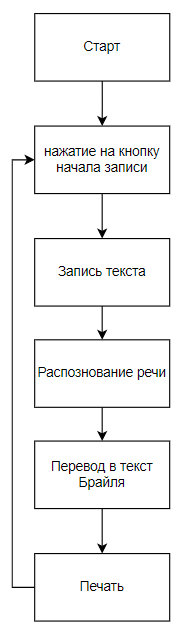 Старт
нажатие на кнопку
начала записи
Запись текста
Распознование речи
Перевод в текст
Брайля
Печать